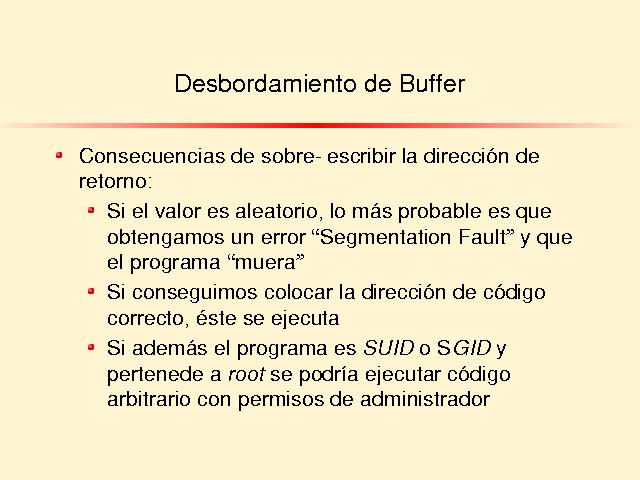 Desbordamiento de Buffer
Consecuencias de sobre- escribir la dirección de
retorno:
Si el valor es aleatorio, lo más probable es que
obtengamos un error “Segmentation Fault” y que
el programa “muera”
Si conseguimos colocar la dirección de código
correcto, éste se ejecuta
Si además el programa es SUID o SGID y
pertenede a root se podría ejecutar código
arbitrario con permisos de administrador